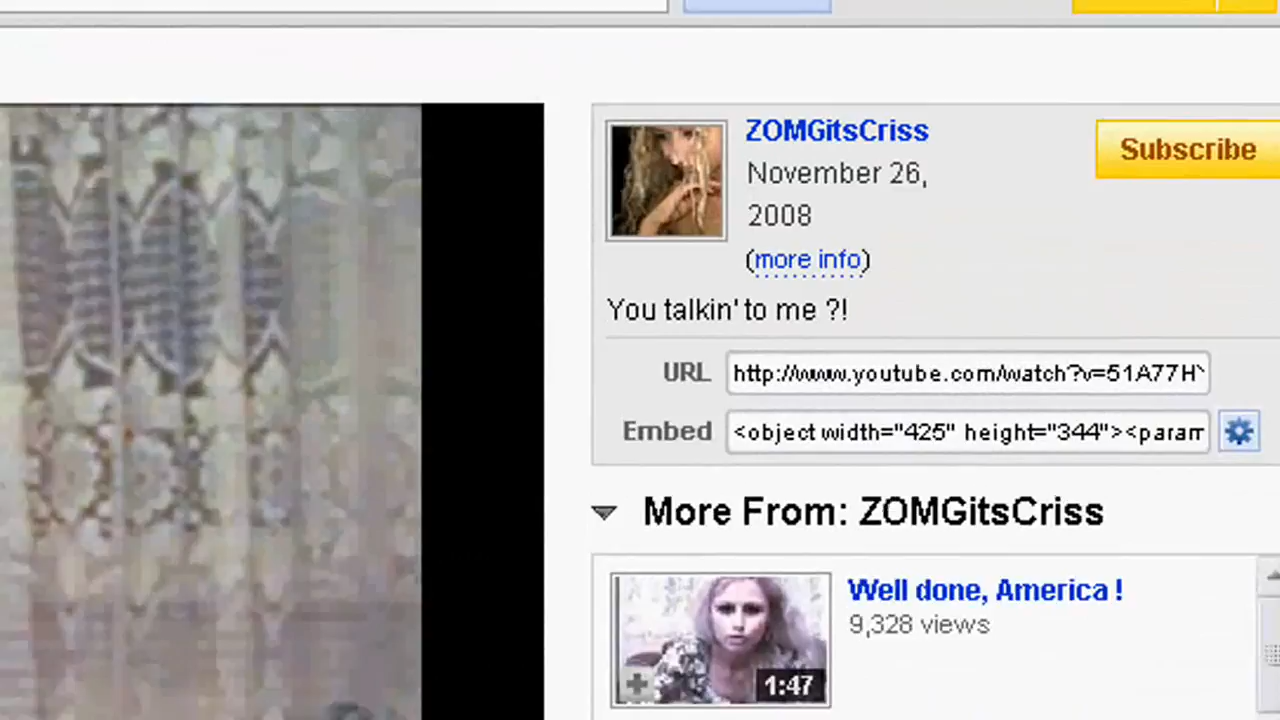 ZOMGitsCriss
Subscribe
November 26,
2008
(more info)
You talkin' to me ?!
URL
http://www.youtube.com/watch?v=51A77H
Embed
<object width="425" height="344"><param
More From: ZOMGitsCriss
Well done, America !
9,328 views
1:47